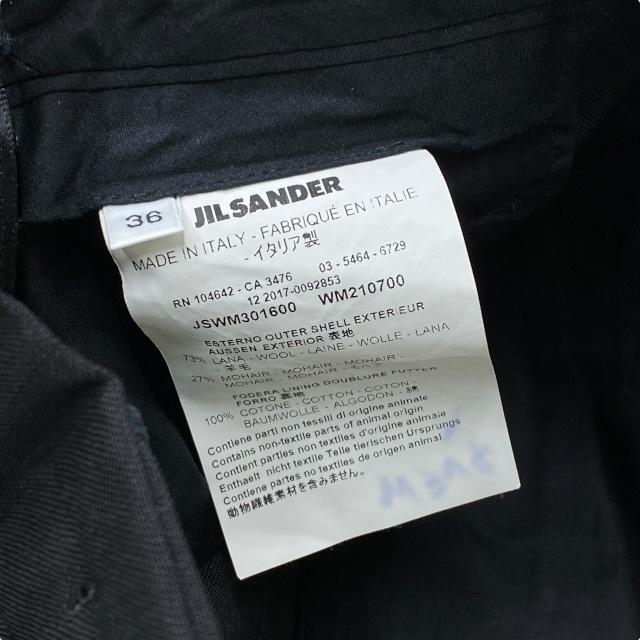 36
JIL SANDER
MADE IN ITALY - FABRIQUÉ EN ITALIE
- イタリア製
RN 104642 - CA 3476 03 - 5464 - 6729
12 2017-0092853
JSWM301600 WM210700
ESTERNO OUTER SHELL EXTERIEUR
AUSSEN EXTERIOR 表地
73% LANA - WOOL - LAINE - WOLLE - LANA
- 羊毛
27% MOHAIR - MOHAIR - MOHAIR -
MOHAIR - MOHAIR -
FODERA LINING DOUBLURE FUTTER
FORRO 裏地
100% COTONE - COTTON - COTON -
BAUMWOLLE - ALGODON - 綿
Contiene parti non tessili di origine animale
Contains non-textile parts of animal origin
Contient parties non textiles d'origine animale
Enthaelt nicht textile Teile tierischen Ursprungs
Contiene partes no textiles de origen animal
動物繊維素材を含みません.